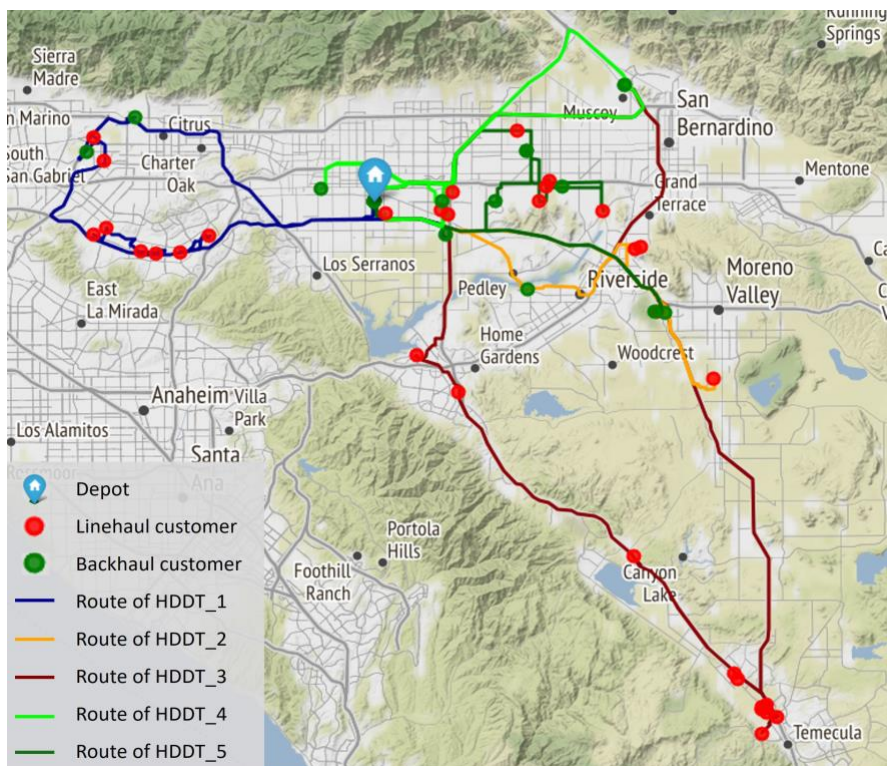 Running
Springs
Sierra
Madre
n Marino
Citrus
Muscoy
San
Bernardino
South
San Gabriel
Charter
Oak
Mentone
Grand
Terrace
Los Serranos
Ca
Pedley
Riverside
Moreno
Valley
East
La Mirada
Home
Gardens
Woodcrest
Anaheim
Villa
Park
Los Alamitos
Santa
Ana
Rossmoor
Depot
Portola
Hills
Linehaul customer
Foothill
Ranch
Canyon
Lake
Backhaul customer
Route of HDDT_1
Route of HDDT_2
Route of HDDT_3
Route of HDDT_4
Temecula
Route of HDDT_5